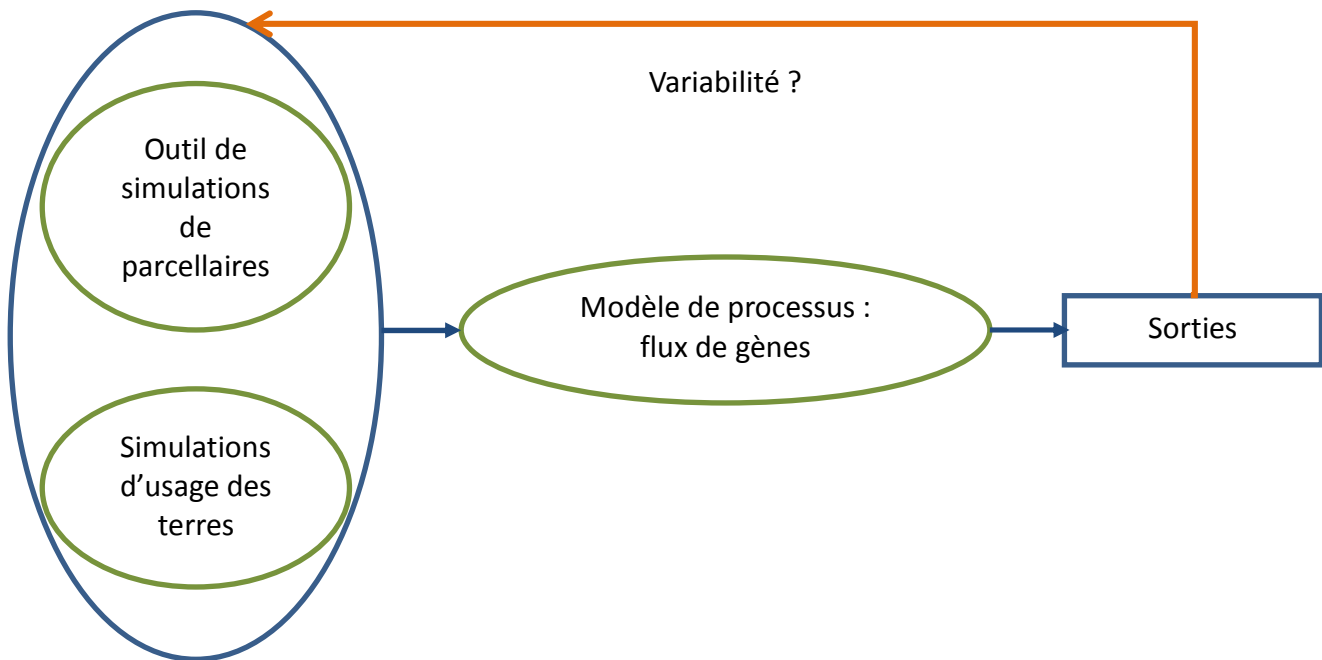 Variabilité ?
Outil de
simulations
de
parcellaires
Modèle de processus :
flux de gènes
Sorties
Simulations
d’usage des
terres